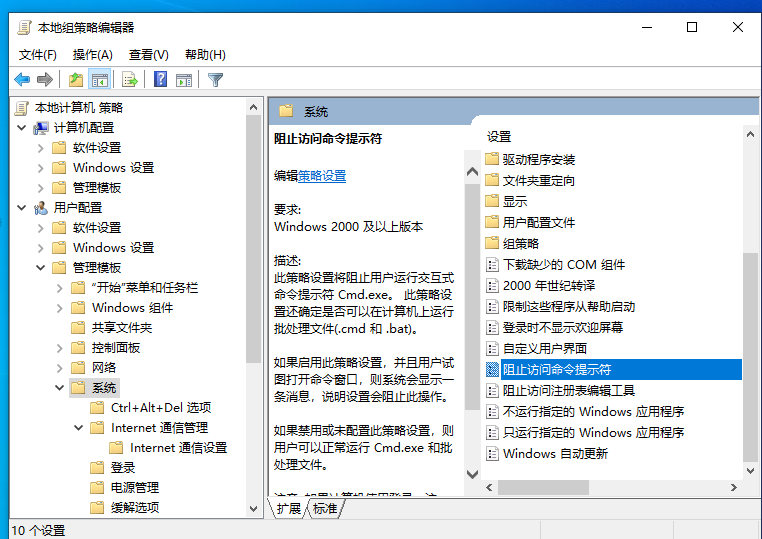 本地组策略编辑器
文件(F) 操作(A) 查看(V) 帮助(H)
本地计算机 策略
计算机配置
软件设置
Windows 设置
管理模板
用户配置
软件设置
Windows 设置
管理模板
"开始"菜单和任务栏
Windows 组件
共享文件夹
控制面板
网络
系统
Ctrl+Alt+Del 选项
Internet 通信管理
Internet 通信设置
登录
电源管理
缓解选项
系统
阻止访问命令提示符
编辑策略设置
要求:
Windows 2000 及以上版本
描述:
此策略设置将阻止用户运行交互式
命令提示符 Cmd.exe。 此策略设
置还确定是否可以在计算机上运行
批处理文件(.cmd 和 .bat)。
如果启用此策略设置，并且用户试
图打开命令窗口，则系统会显示一
条消息，说明设置会阻止此操作。
如果禁用或未配置此策略设置，则
用户可以正常运行 Cmd.exe 和批
处理文件。
设置
驱动程序安装
文件夹重定向
显示
用户配置文件
组策略
下载缺少的 COM 组件
2000 年世纪转译
限制这些程序从帮助启动
登录时不显示欢迎屏幕
自定义用户界面
阻止访问命令提示符
阻止访问注册表编辑工具
不运行指定的 Windows 应用程序
只运行指定的 Windows 应用程序
Windows 自动更新
扩展 标准
10 个设置